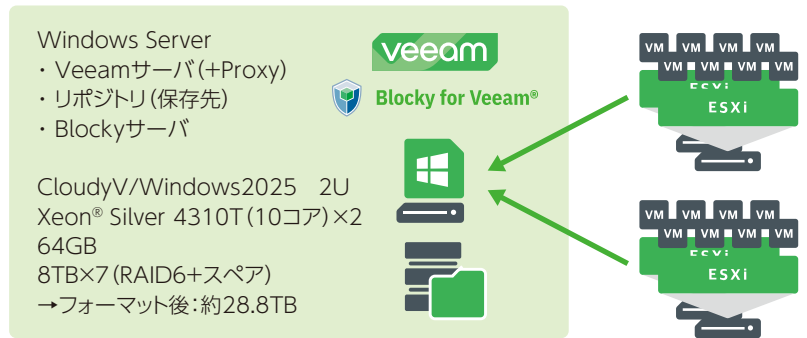 Windows Server
・ Veeamサーバ(+Proxy)
・ リポジトリ(保存先)
・ Blockyサーバ
veeam
Blocky for Veeam®
CloudyV/Windows2025　2U
Xeon® Silver 4310T(10コア)×2
64GB
8TB×7(RAID6+スペア)
→フォーマット後:約28.8TB
VM VM VM VM
VM VM VM VM
ESXi
ESXi
VM VM VM VM
VM VM VM VM
ESXi
ESXi